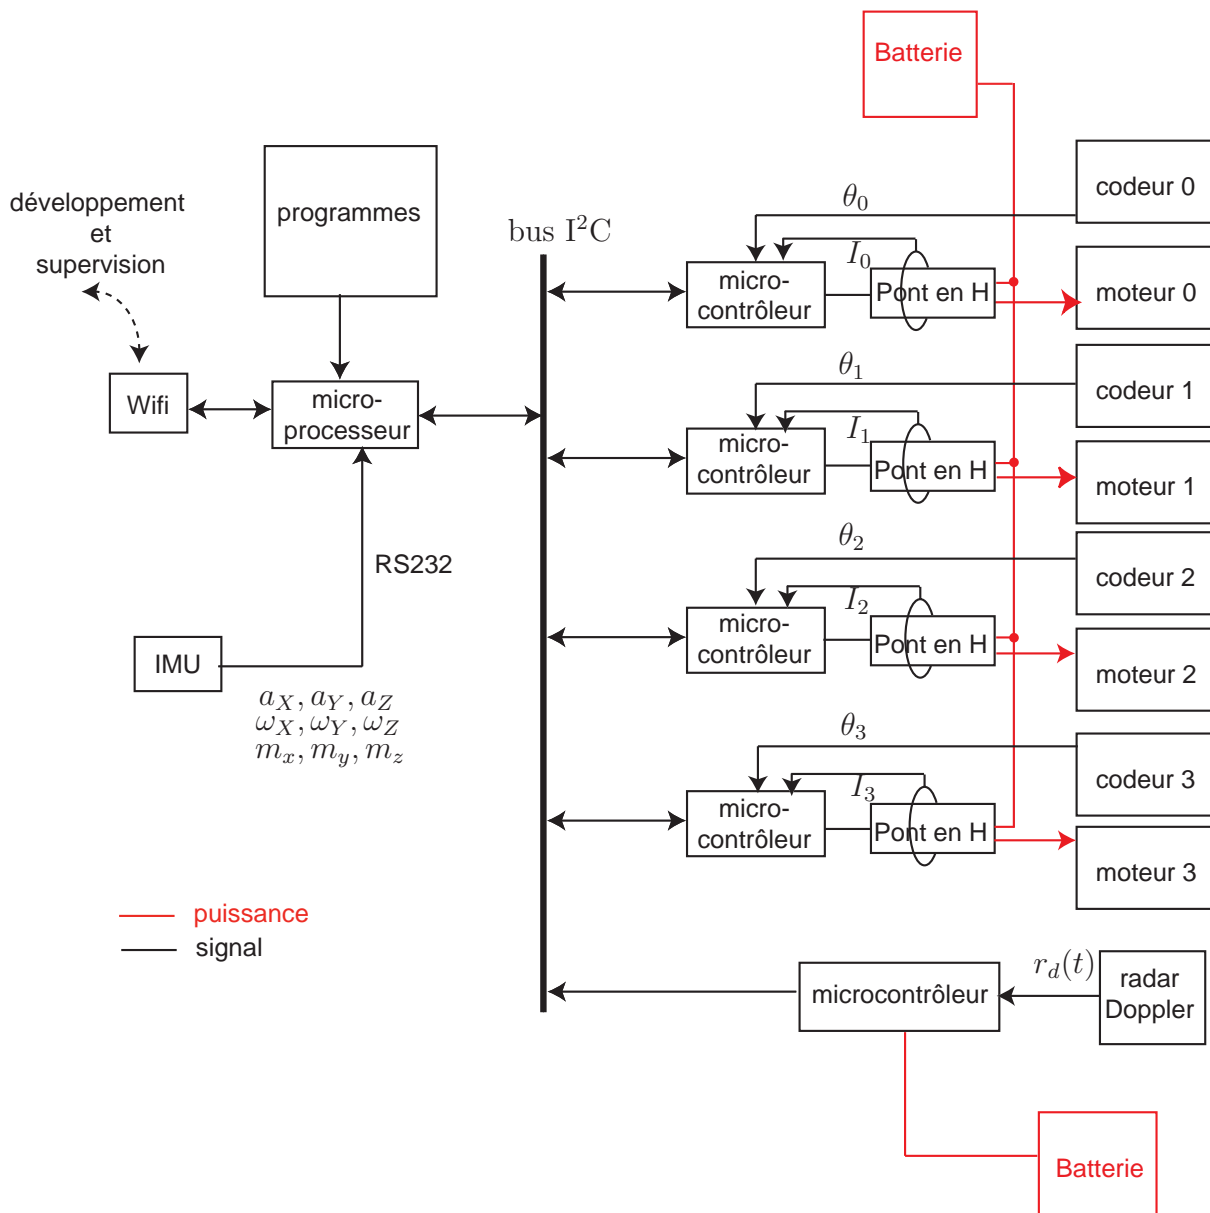 Batterie
codeur 0
programmes
développement
et
supervision
θ₀
bus I²C
I₀
micro-
contrôleur
Pont en H
moteur 0
θ₁
codeur 1
Wifi
micro-
processeur
I₁
micro-
contrôleur
Pont en H
moteur 1
RS232
θ₂
codeur 2
I₂
micro-
contrôleur
Pont en H
moteur 2
IMU
a_X, a_Y, a_Z
ω_X, ω_Y, ω_Z
m_x, m_y, m_z
θ₃
codeur 3
I₃
micro-
contrôleur
Pont en H
moteur 3
puissance
signal
microcontrôleur
r_d(t)
radar
Doppler
Batterie